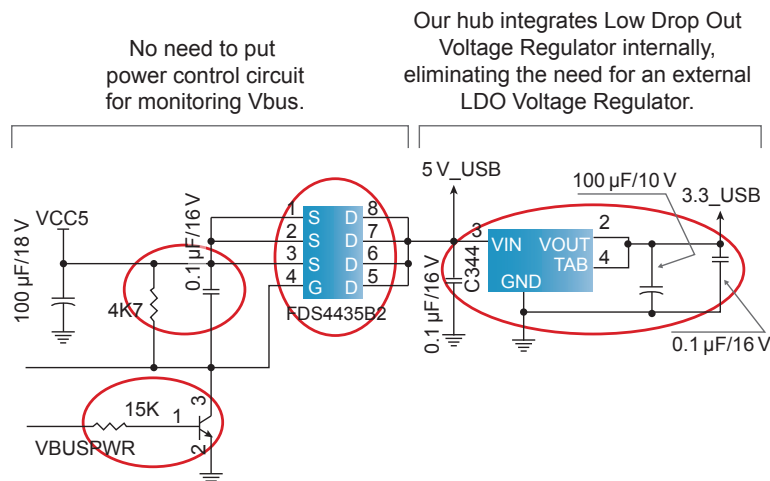 No need to put
power control circuit
for monitoring Vbus.
Our hub integrates Low Drop Out
Voltage Regulator internally,
eliminating the need for an external
LDO Voltage Regulator.
VCC5
100 µF/18 V
4K7
0.1 µF/16 V
1 S D 8
2 S D 7
3 S D 6
4 G D 5
FDS4435B2
15K
1
3
2
VBUSPWR
5 V_USB
0.1 µF/16 V
C344
3 VIN VOUT 2
TAB 4
GND
100 µF/10 V
3.3_USB
0.1 µF/16 V